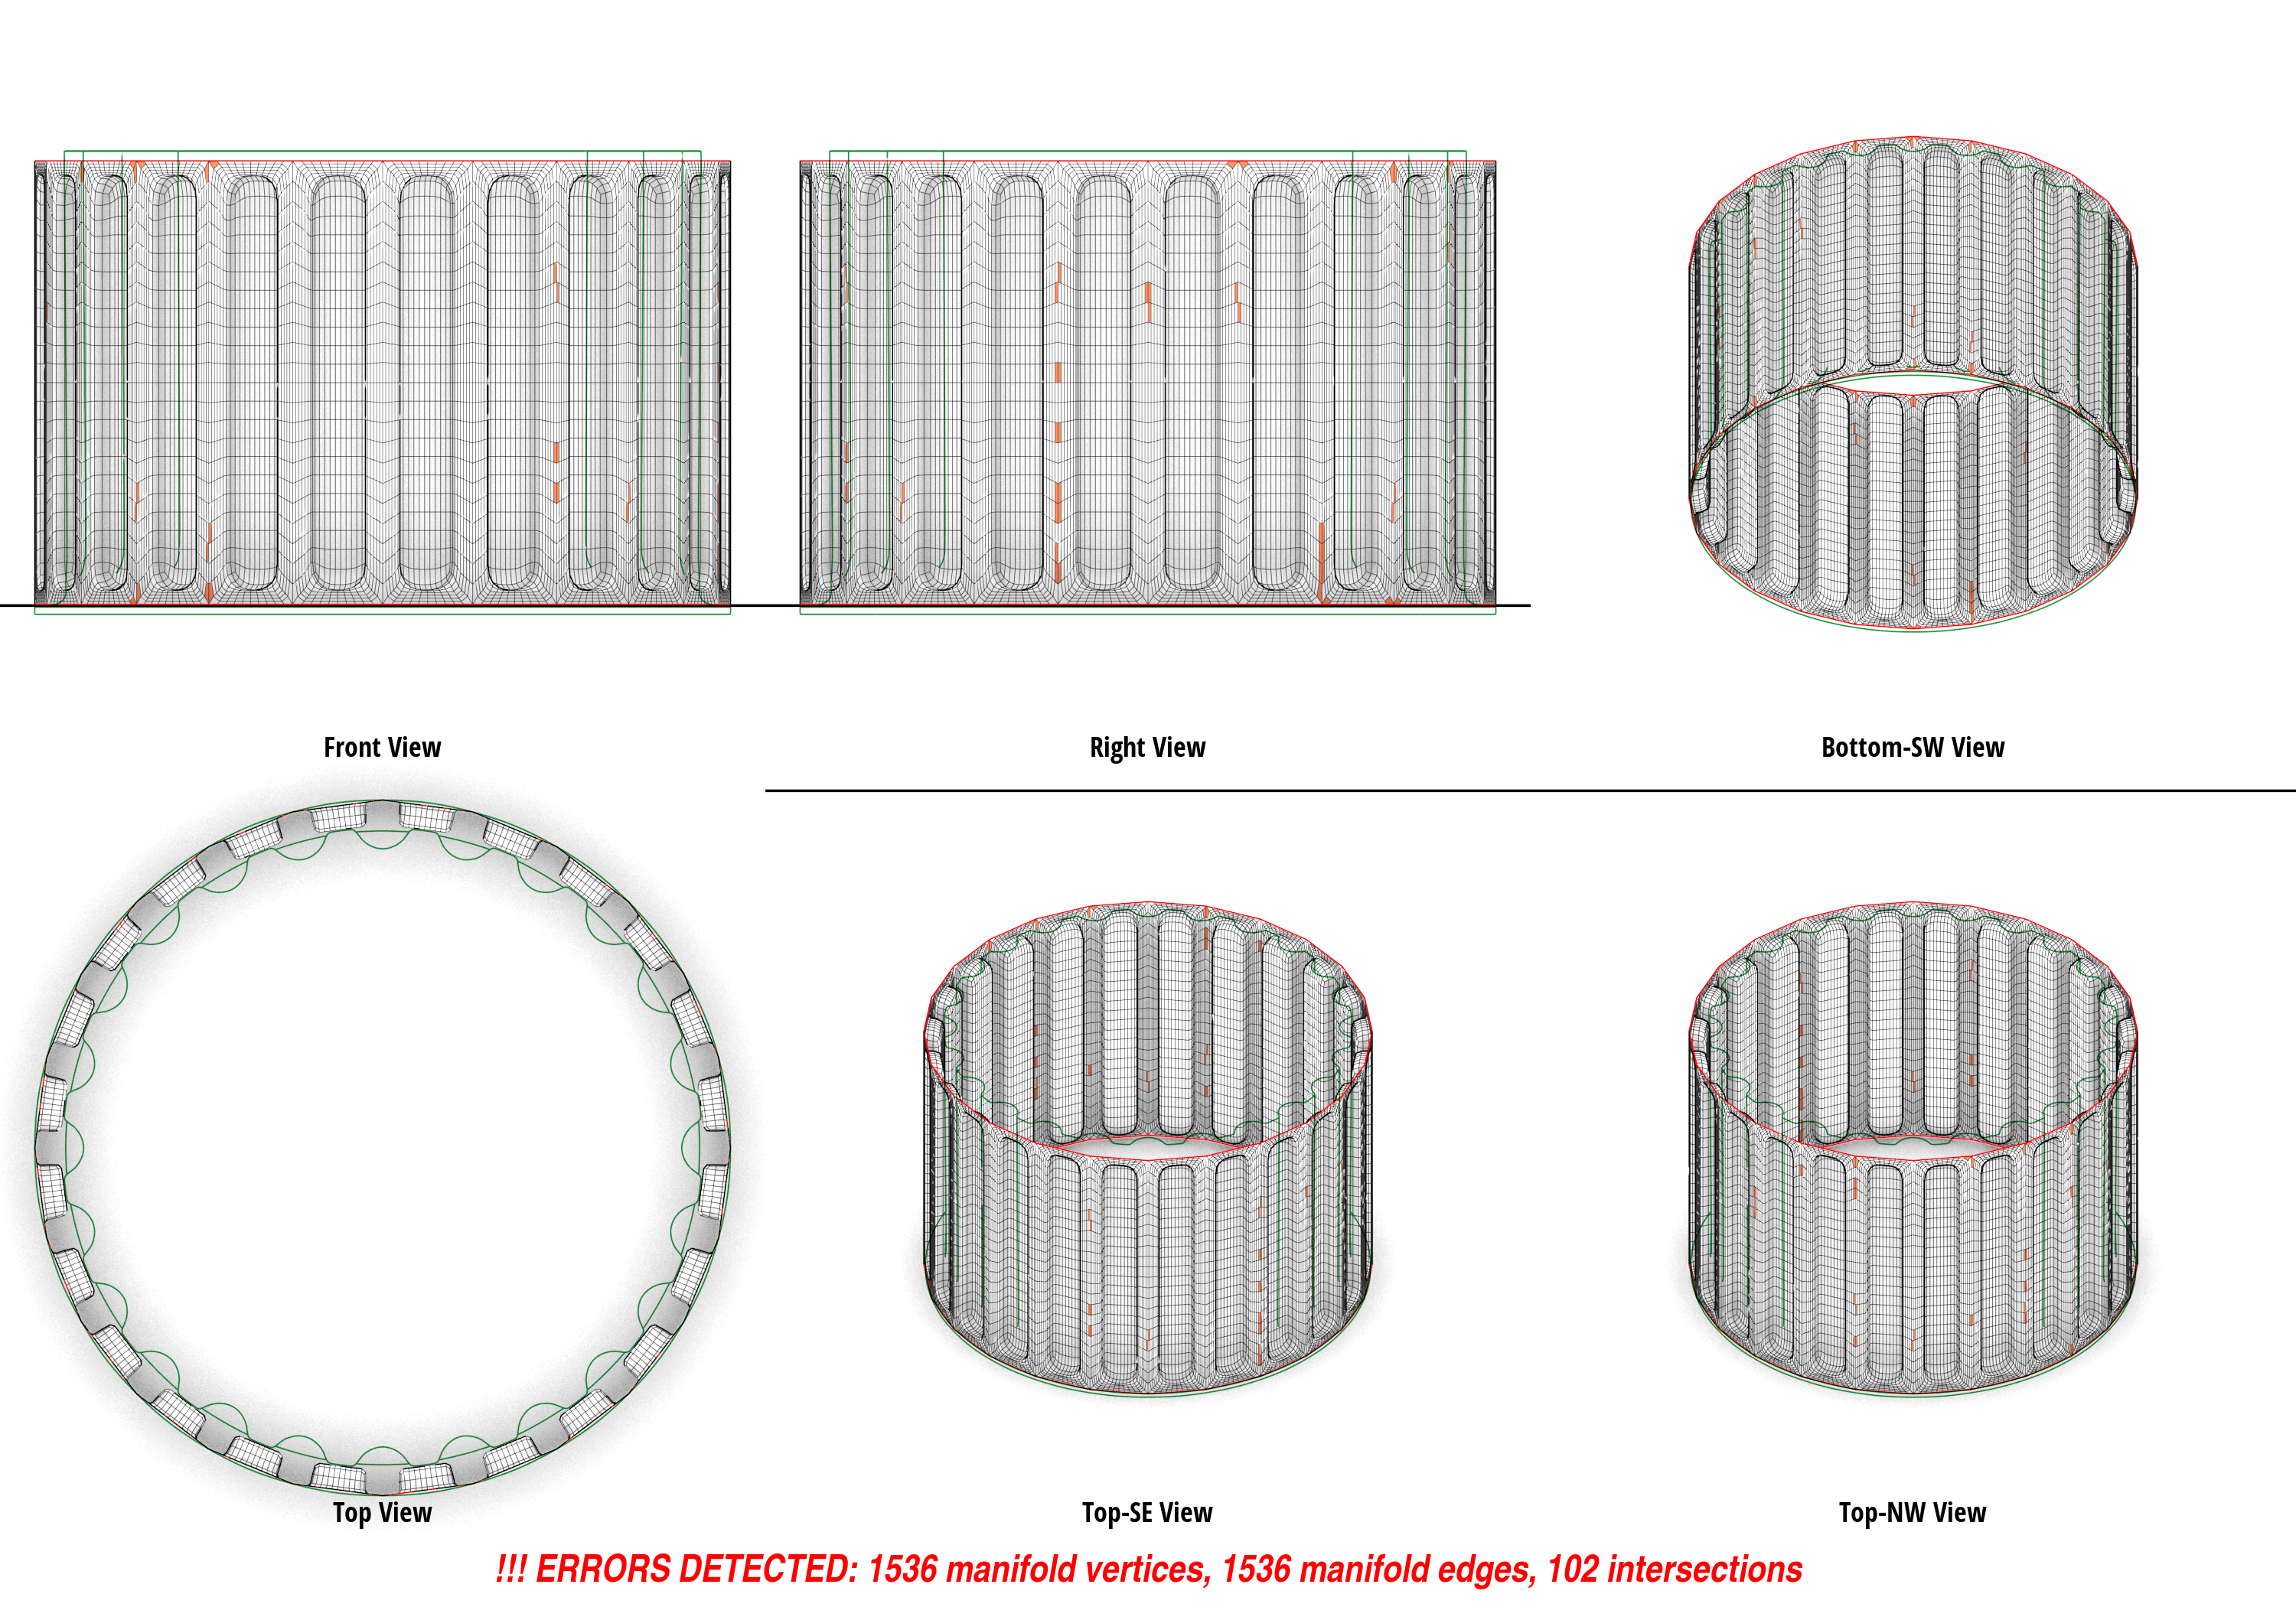 Front View
Right View
Bottom-SW View
Top View
Top-SE View
Top-NW View
!!! ERRORS DETECTED: 1536 manifold vertices, 1536 manifold edges, 102 intersections